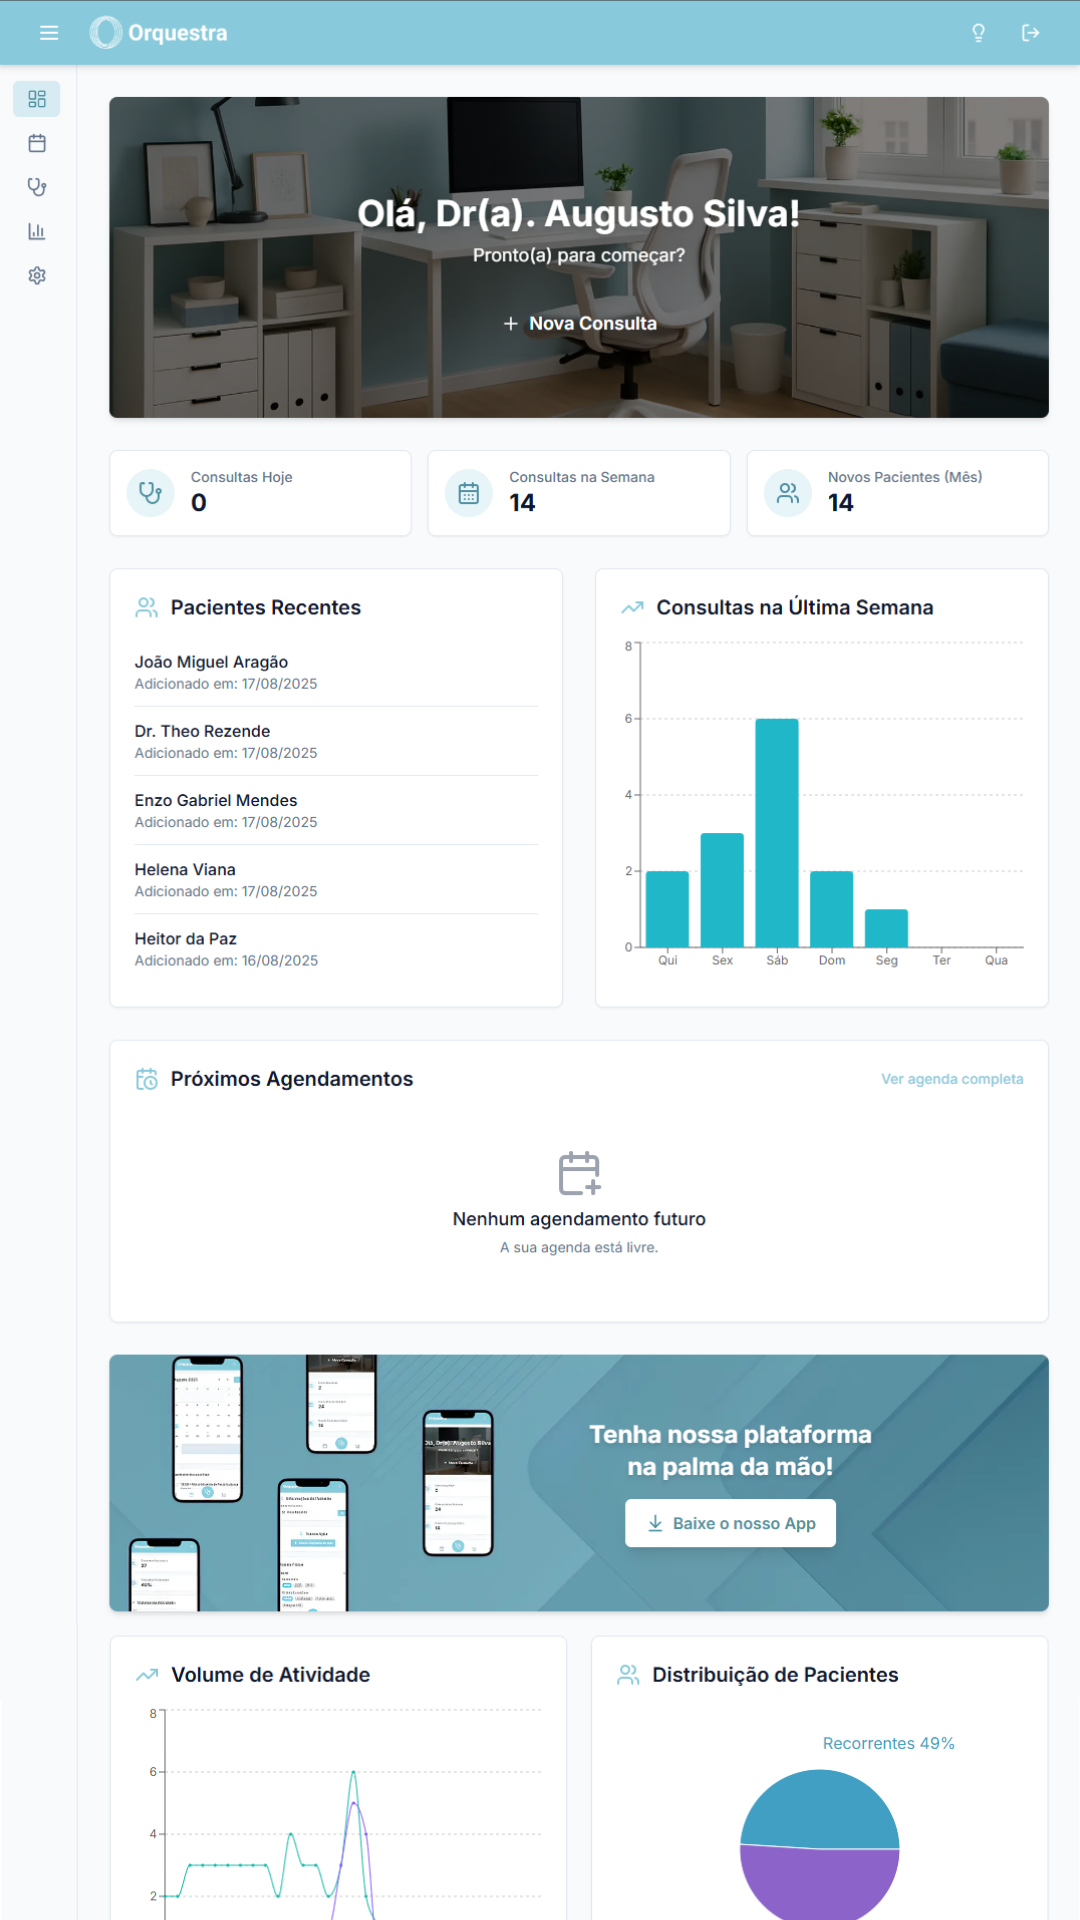 Orquestra
Olá, Dr(a). Augusto Silva!
Pronto(a) para começar?
+ Nova Consulta
Consultas Hoje
0
Consultas na Semana
14
Novos Pacientes (Mês)
14
Pacientes Recentes
João Miguel Aragão
Adicionado em: 17/08/2025
Dr. Theo Rezende
Adicionado em: 17/08/2025
Enzo Gabriel Mendes
Adicionado em: 17/08/2025
Helena Viana
Adicionado em: 17/08/2025
Heitor da Paz
Adicionado em: 16/08/2025
Consultas na Última Semana
8
6
4
2
0
Qui Sex Sáb Dom Seg Ter Qua
Próximos Agendamentos
Ver agenda completa
Nenhum agendamento futuro
A sua agenda está livre.
Tenha nossa plataforma
na palma da mão!
Baixe o nosso App
Volume de Atividade
8
6
4
2
Distribuição de Pacientes
Recorrentes 49%